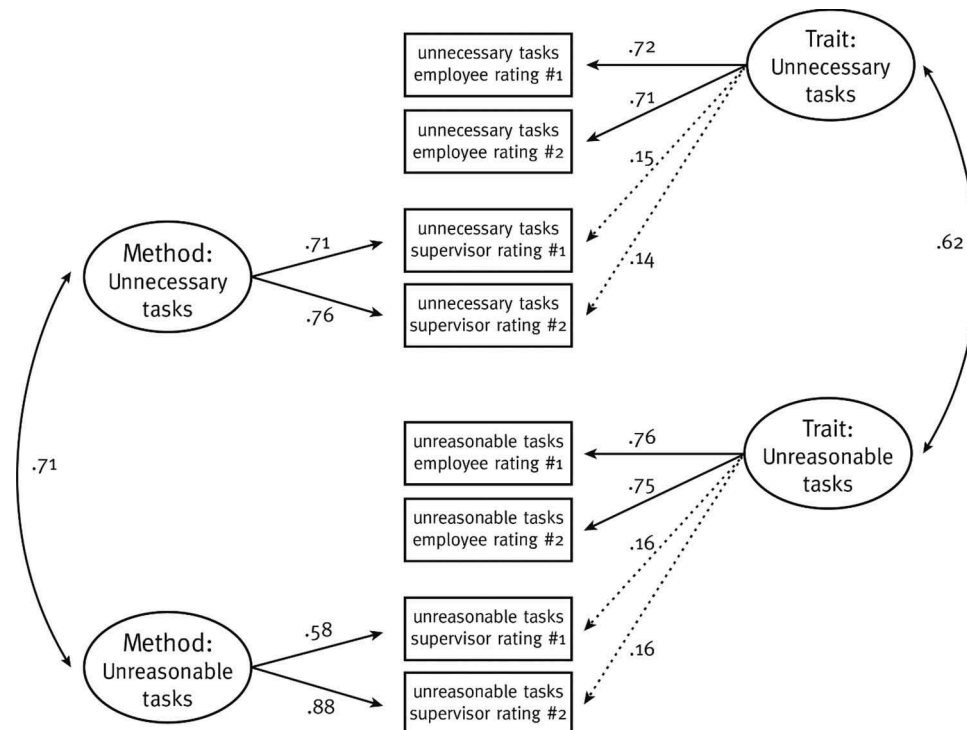 unnecessary tasks
employee rating #1
.72
Trait:
Unnecessary
tasks
unnecessary tasks
employee rating #2
.71
.15
unnecessary tasks
supervisor rating #1
.14
.62
Method:
Unnecessary
tasks
.71
.76
unnecessary tasks
supervisor rating #2
unreasonable tasks
employee rating #1
.76
Trait:
Unreasonable
tasks
.71
.75
unreasonable tasks
employee rating #2
.16
unreasonable tasks
supervisor rating #1
.16
Method:
Unreasonable
tasks
.58
.88
unreasonable tasks
supervisor rating #2